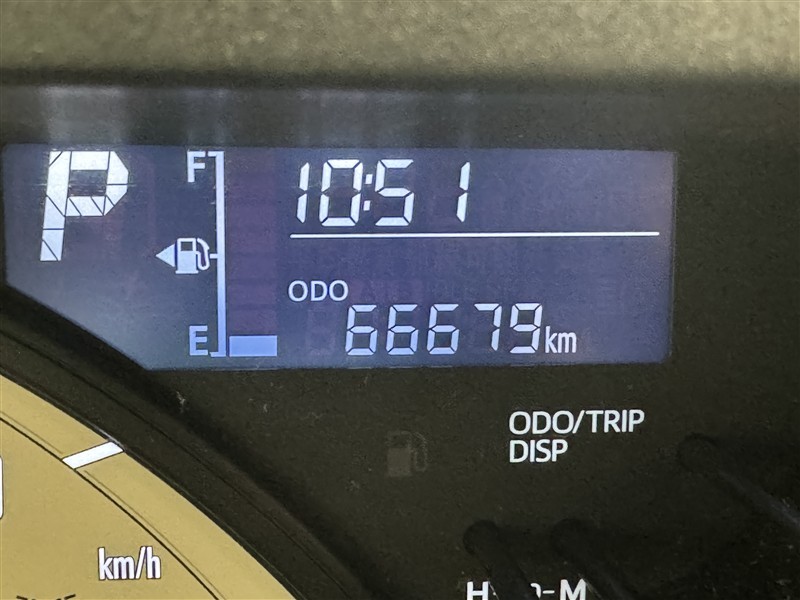 P
F
10:51
ODO
E
66679km
ODO/TRIP
DISP
km/h